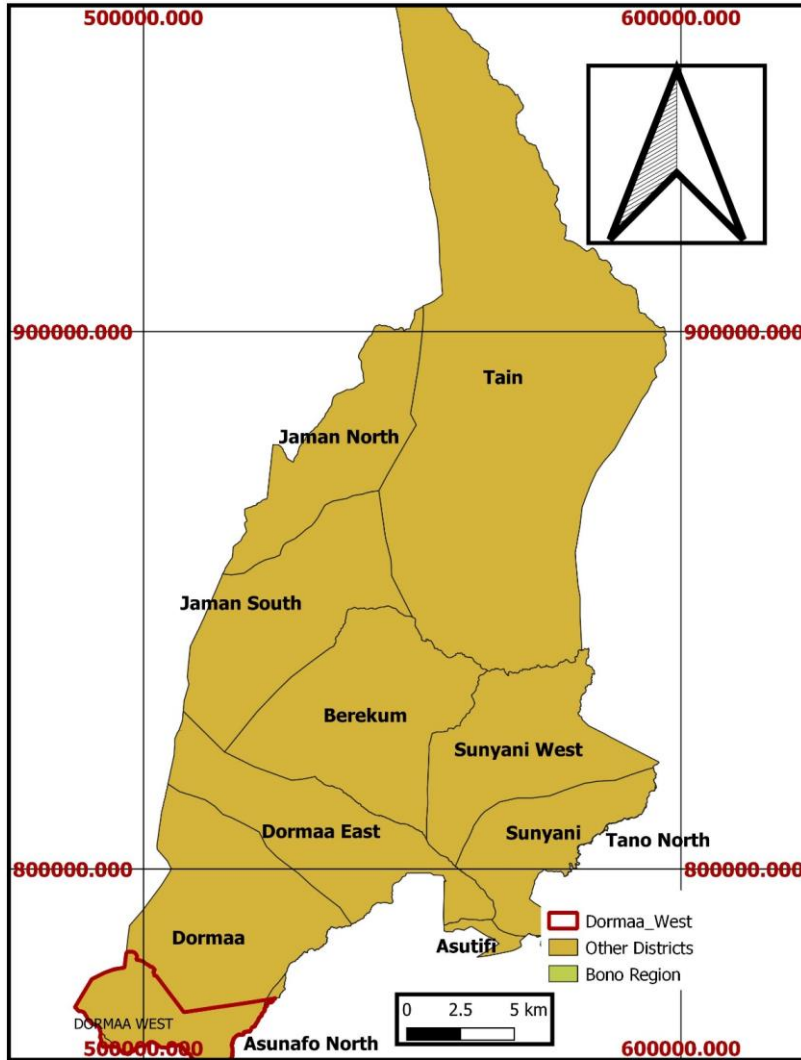 500000.000 600000.000
900000.000 900000.000
Tain
Jaman North
Jaman South
Berekum
Sunyani West
Dormaa East
Sunyani
Tano North
800000.000 800000.000
Dormaa
Asutifi
Dormaa_West
Other Districts
Bono Region
0 2.5 5 km
DORMAA WEST
Asunafo North
500000.000 600000.000